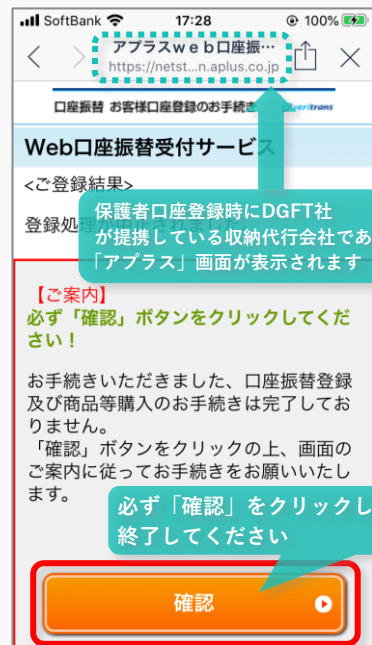 SoftBank 17:28 100%
アプラスｗｅｂ口座振…
https://netst...n.aplus.co.jp
口座振替 お客様口座登録のお手続き
Veritrans
Web口座振替受付サービス
<ご登録結果>
登録処理が中止されました。
保護者口座登録時にDGFT社
が提携している収納代行会社であ
「アプラス」画面が表示されます
【ご案内】
必ず「確認」ボタンをクリックしてくだ
さい！
お手続きいただきました、口座振替登録
及び商品等購入のお手続きは完了してお
りません。
「確認」ボタンをクリックの上、画面の
ご案内に従ってお手続きをお願いいたし
ます。
必ず「確認」をクリックし
終了してください
確認